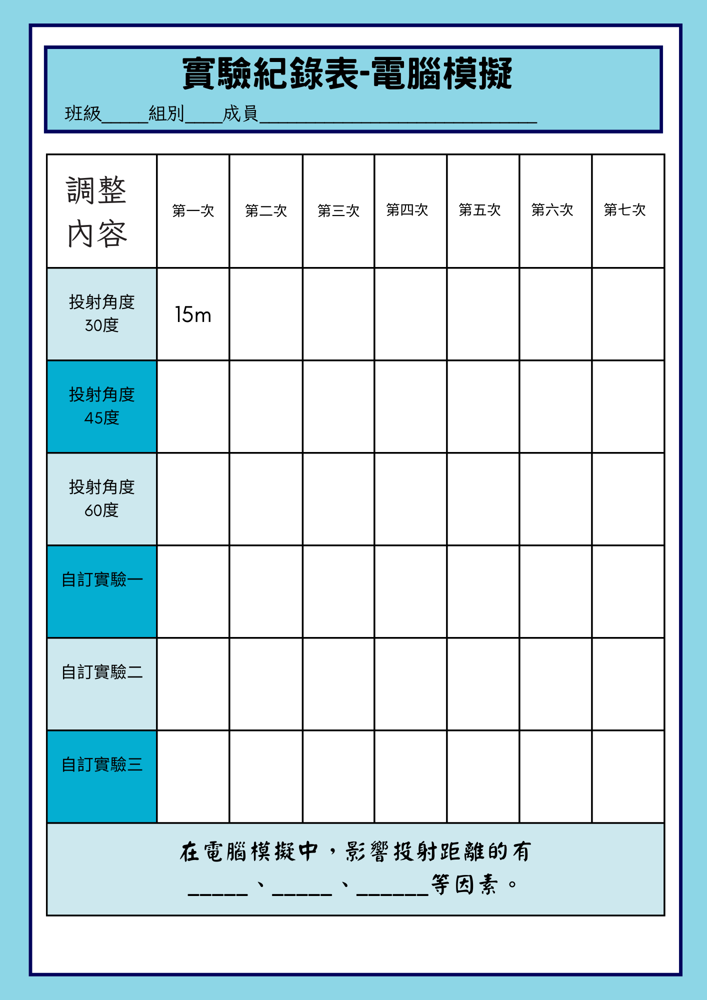 實驗紀錄表-電腦模擬
班級_____組別____成員______________________________
調整
內容
第一次 第二次 第三次 第四次 第五次 第六次 第七次
投射角度
30度
15m
投射角度
45度
投射角度
60度
自訂實驗一
自訂實驗二
自訂實驗三
在電腦模擬中，影響投射距離的有
_____、_____、______等因素。